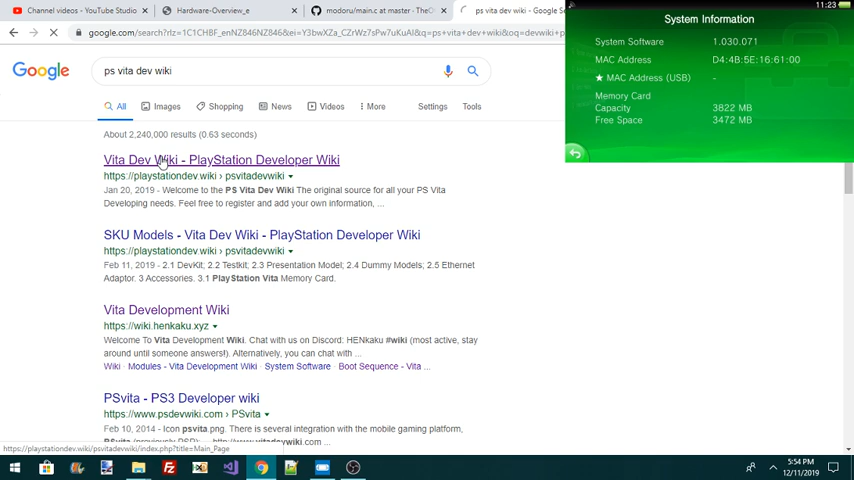 Channel content - YouTube Studio
Hardware-Overview_e
modoru/main.c at master · TheO
ps vita dev wiki - Google Se
google.com/search?rlz=1C1CHBF_enNZ846NZ846&ei=
q=ps+vita+dev+wiki&oq=devwiki+p
11:23
System Information
System Software 1.030.071
MAC Address D4:4B:5E:16:61:00
★ MAC Address (USB) -
Memory Card
Capacity 3822 MB
Free Space 3472 MB
Google
ps vita dev wiki
All Images Shopping News Videos More Settings Tools
About 2,240,000 results (0.63 seconds)
Vita Dev Wiki - PlayStation Developer Wiki
https://playstationdev.wiki › psvitadevwiki
Jan 20, 2019 - Welcome to the PS Vita Dev Wiki The original source for all your PS Vita
Developing needs. Feel free to register and add your own information, ...
SKU Models - Vita Dev Wiki - PlayStation Developer Wiki
https://playstationdev.wiki › psvitadevwiki
Feb 11, 2019 - 2.1 DevKit; 2.2 Testkit; 2.3 Presentation Model; 2.4 Dummy Models; 2.5 Ethernet
Adaptor. 3 Accessories. 3.1 PlayStation Vita Memory Card.
Vita Development Wiki
https://wiki.henkaku.xyz
Welcome To Vita Development Wiki. Chat with us on Discord: HENkaku #wiki (most active, stay
around until someone answers!). Alternatively, you can chat with ...
Wiki · Modules - Vita Development Wiki · System Software · Boot Sequence - Vita ...
PSvita - PS3 Developer wiki
https://www.psdevwiki.com › PSvita
Feb 10, 2014 - Icon psvita.png. There is several integration with the mobile gaming platform,
PSvita (previously PSP). http://www.vitadevwiki.com ...
https://playstationdev.wiki/psvitadevwiki/index.php?title=Main_Page
5:54 PM
12/11/2019